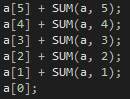 a[5] + SUM(a, 5);
a[4] + SUM(a, 4);
a[3] + SUM(a, 3);
a[2] + SUM(a, 2);
a[1] + SUM(a, 1);
a[0];